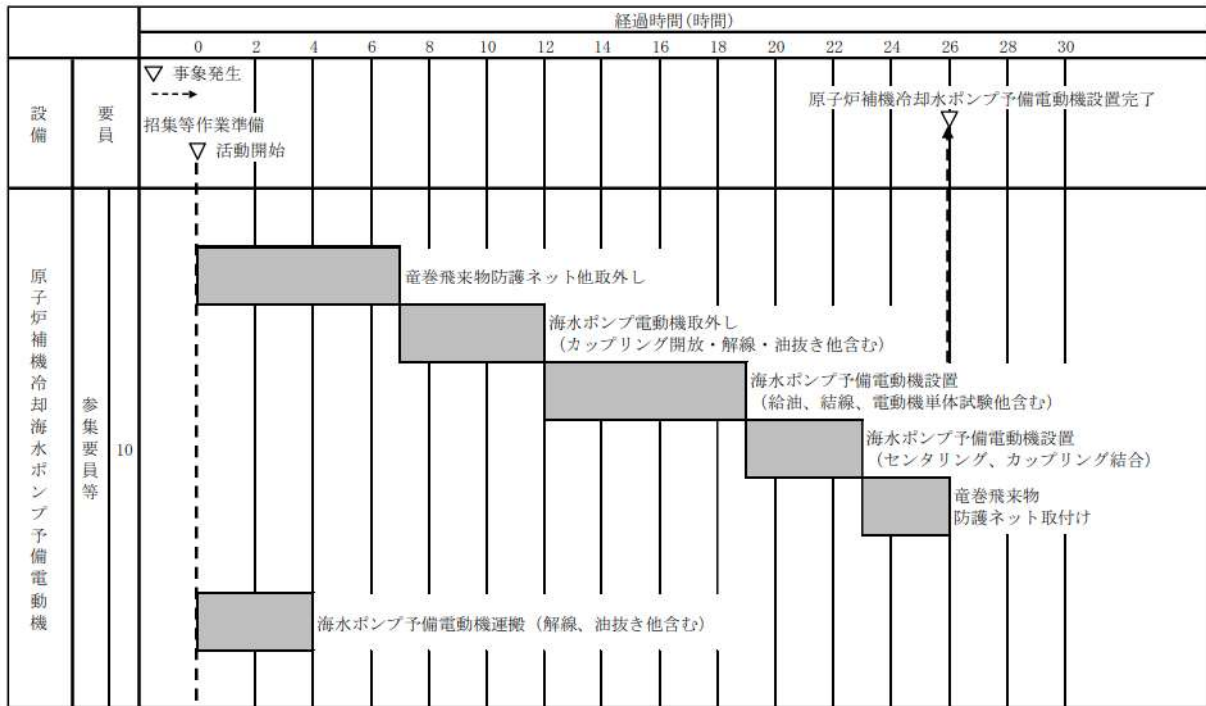 経過時間(時間)
0 2 4 6 8 10 12 14 16 18 20 22 24 26 28 30
設備
要員
▽ 事象発生
招集等作業準備
▽ 活動開始
原子炉補機冷却水ポンプ予備電動機設置完了
▽
原子炉補機冷却海水ポンプ予備電動機
参集要員等
10
竜巻飛来物防護ネット他取外し
海水ポンプ電動機取外し
(カップリング開放・解線・油抜き他含む)
海水ポンプ予備電動機設置
(給油、結線、電動機単体試験他含む)
海水ポンプ予備電動機設置
(センタリング、カップリング結合)
竜巻飛来物
防護ネット取付け
海水ポンプ予備電動機運搬(解線、油抜き他含む)